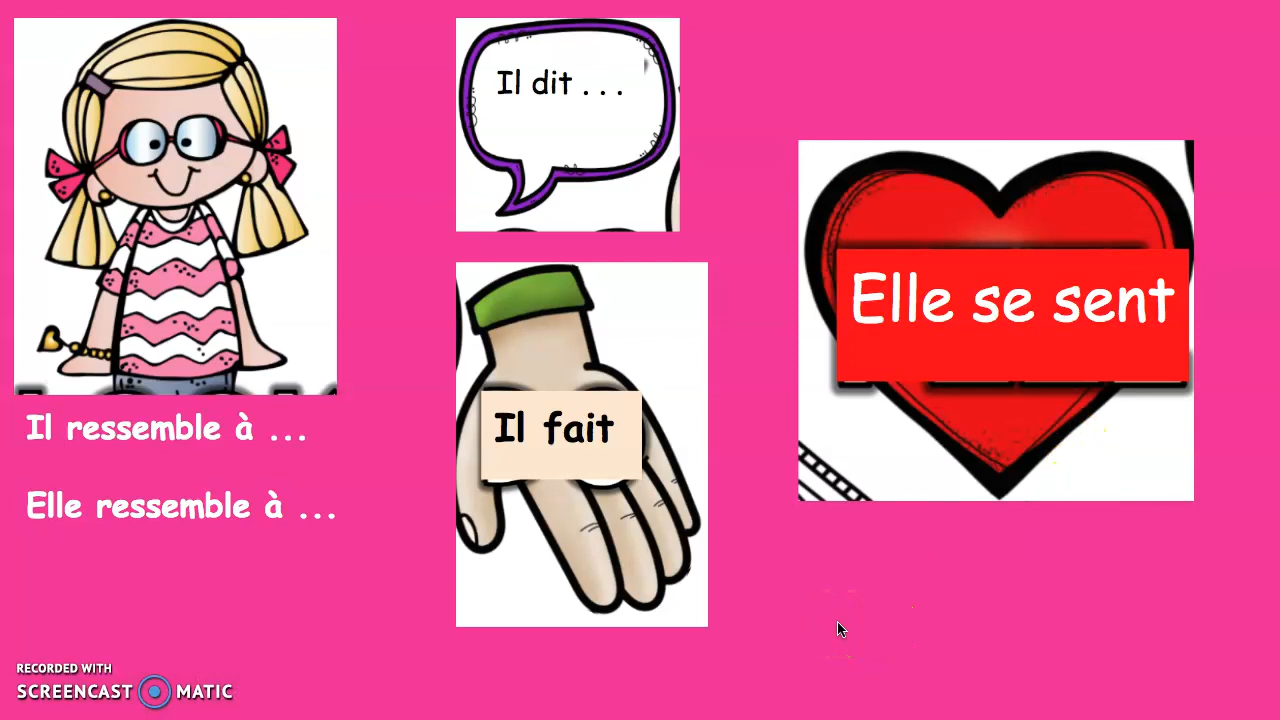 Il ressemble à ...
Elle ressemble à ...
Il dit . . .
Il fait
Elle se sent
RECORDED WITH
SCREENCAST MATIC